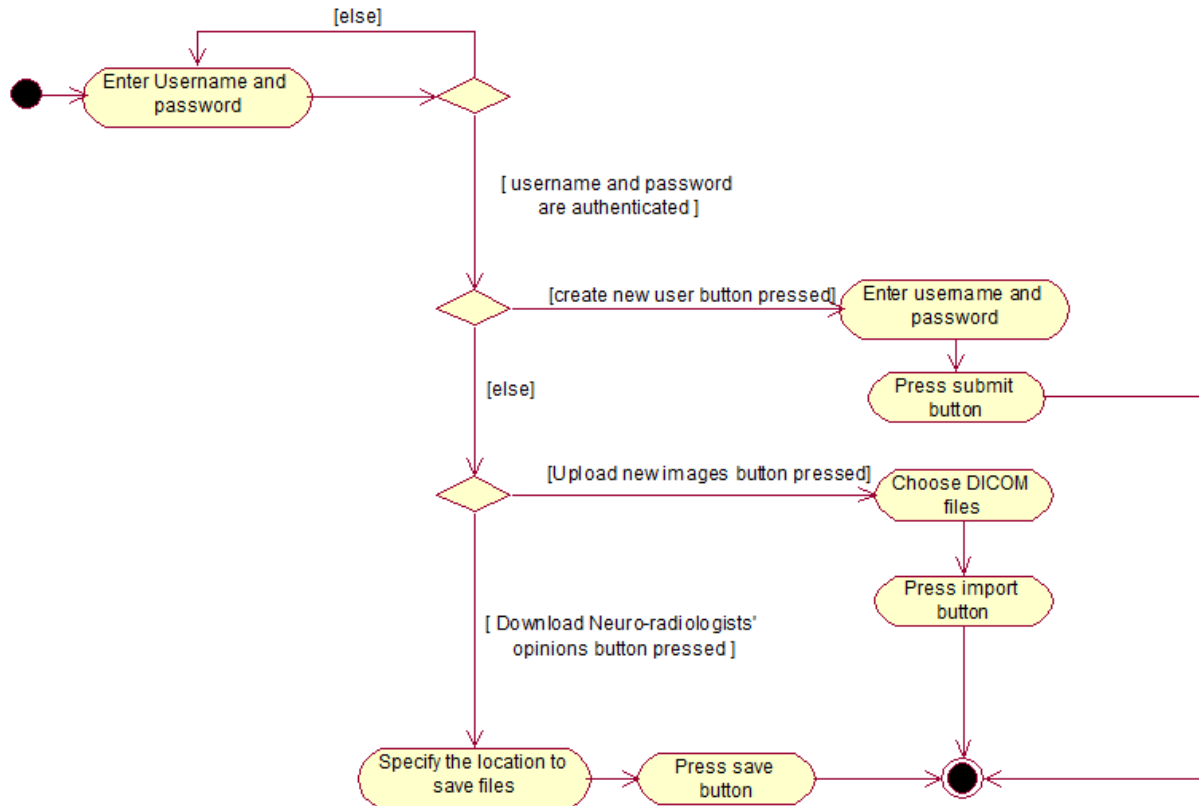 [else]
Enter Username and
password
[ username and password
are authenticated ]
[create new user button pressed]
Enter username and
password
[else]
Press submit
button
[Upload new images button pressed]
Choose DICOM
files
Press import
button
[ Download Neuro-radiologists'
opinions button pressed ]
Specify the location to
save files
Press save
button